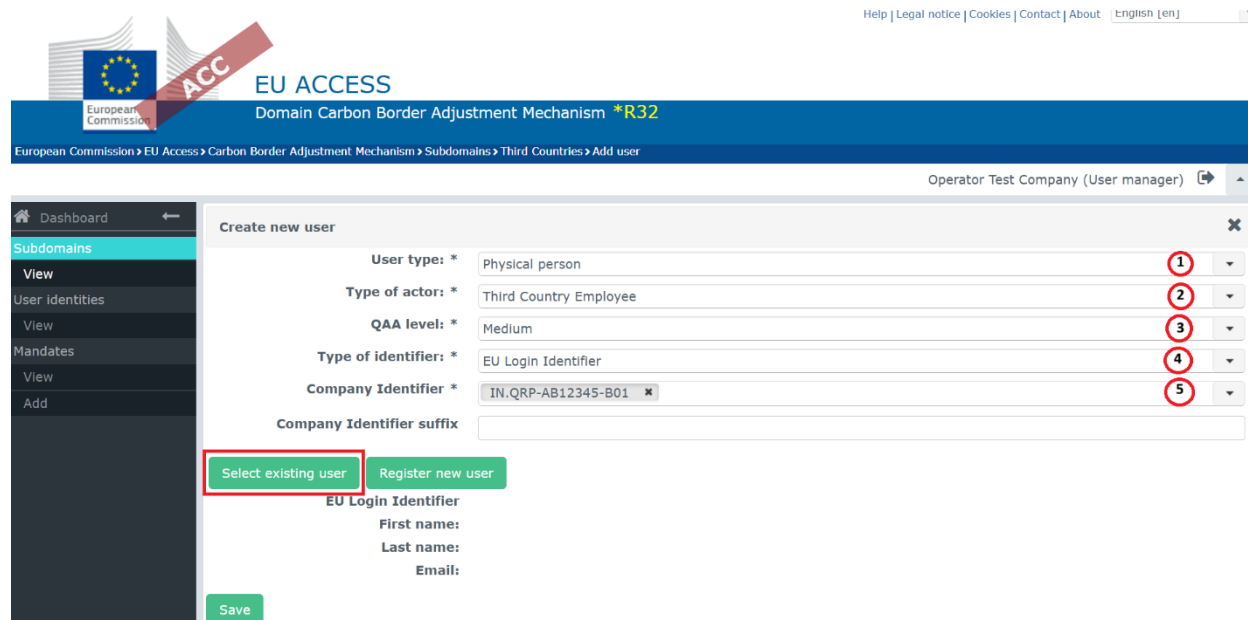 Help | Legal notice | Cookies | Contact | About English [en]
ACC
EU ACCESS
European
Commission
Domain Carbon Border Adjustment Mechanism *R32
European Commission > EU Access > Carbon Border Adjustment Mechanism > Subdomains > Third Countries > Add user
Operator Test Company (User manager)
Dashboard
Create new user
Subdomains
User type: * Physical person 1
View
Type of actor: * Third Country Employee 2
User identities
QAA level: * Medium 3
View
Mandates
Type of identifier: * EU Login Identifier 4
View
Company Identifier * IN.QRP-AB12345-B01 5
Add
Company Identifier suffix
Select existing user Register new user
EU Login Identifier
First name:
Last name:
Email:
Save